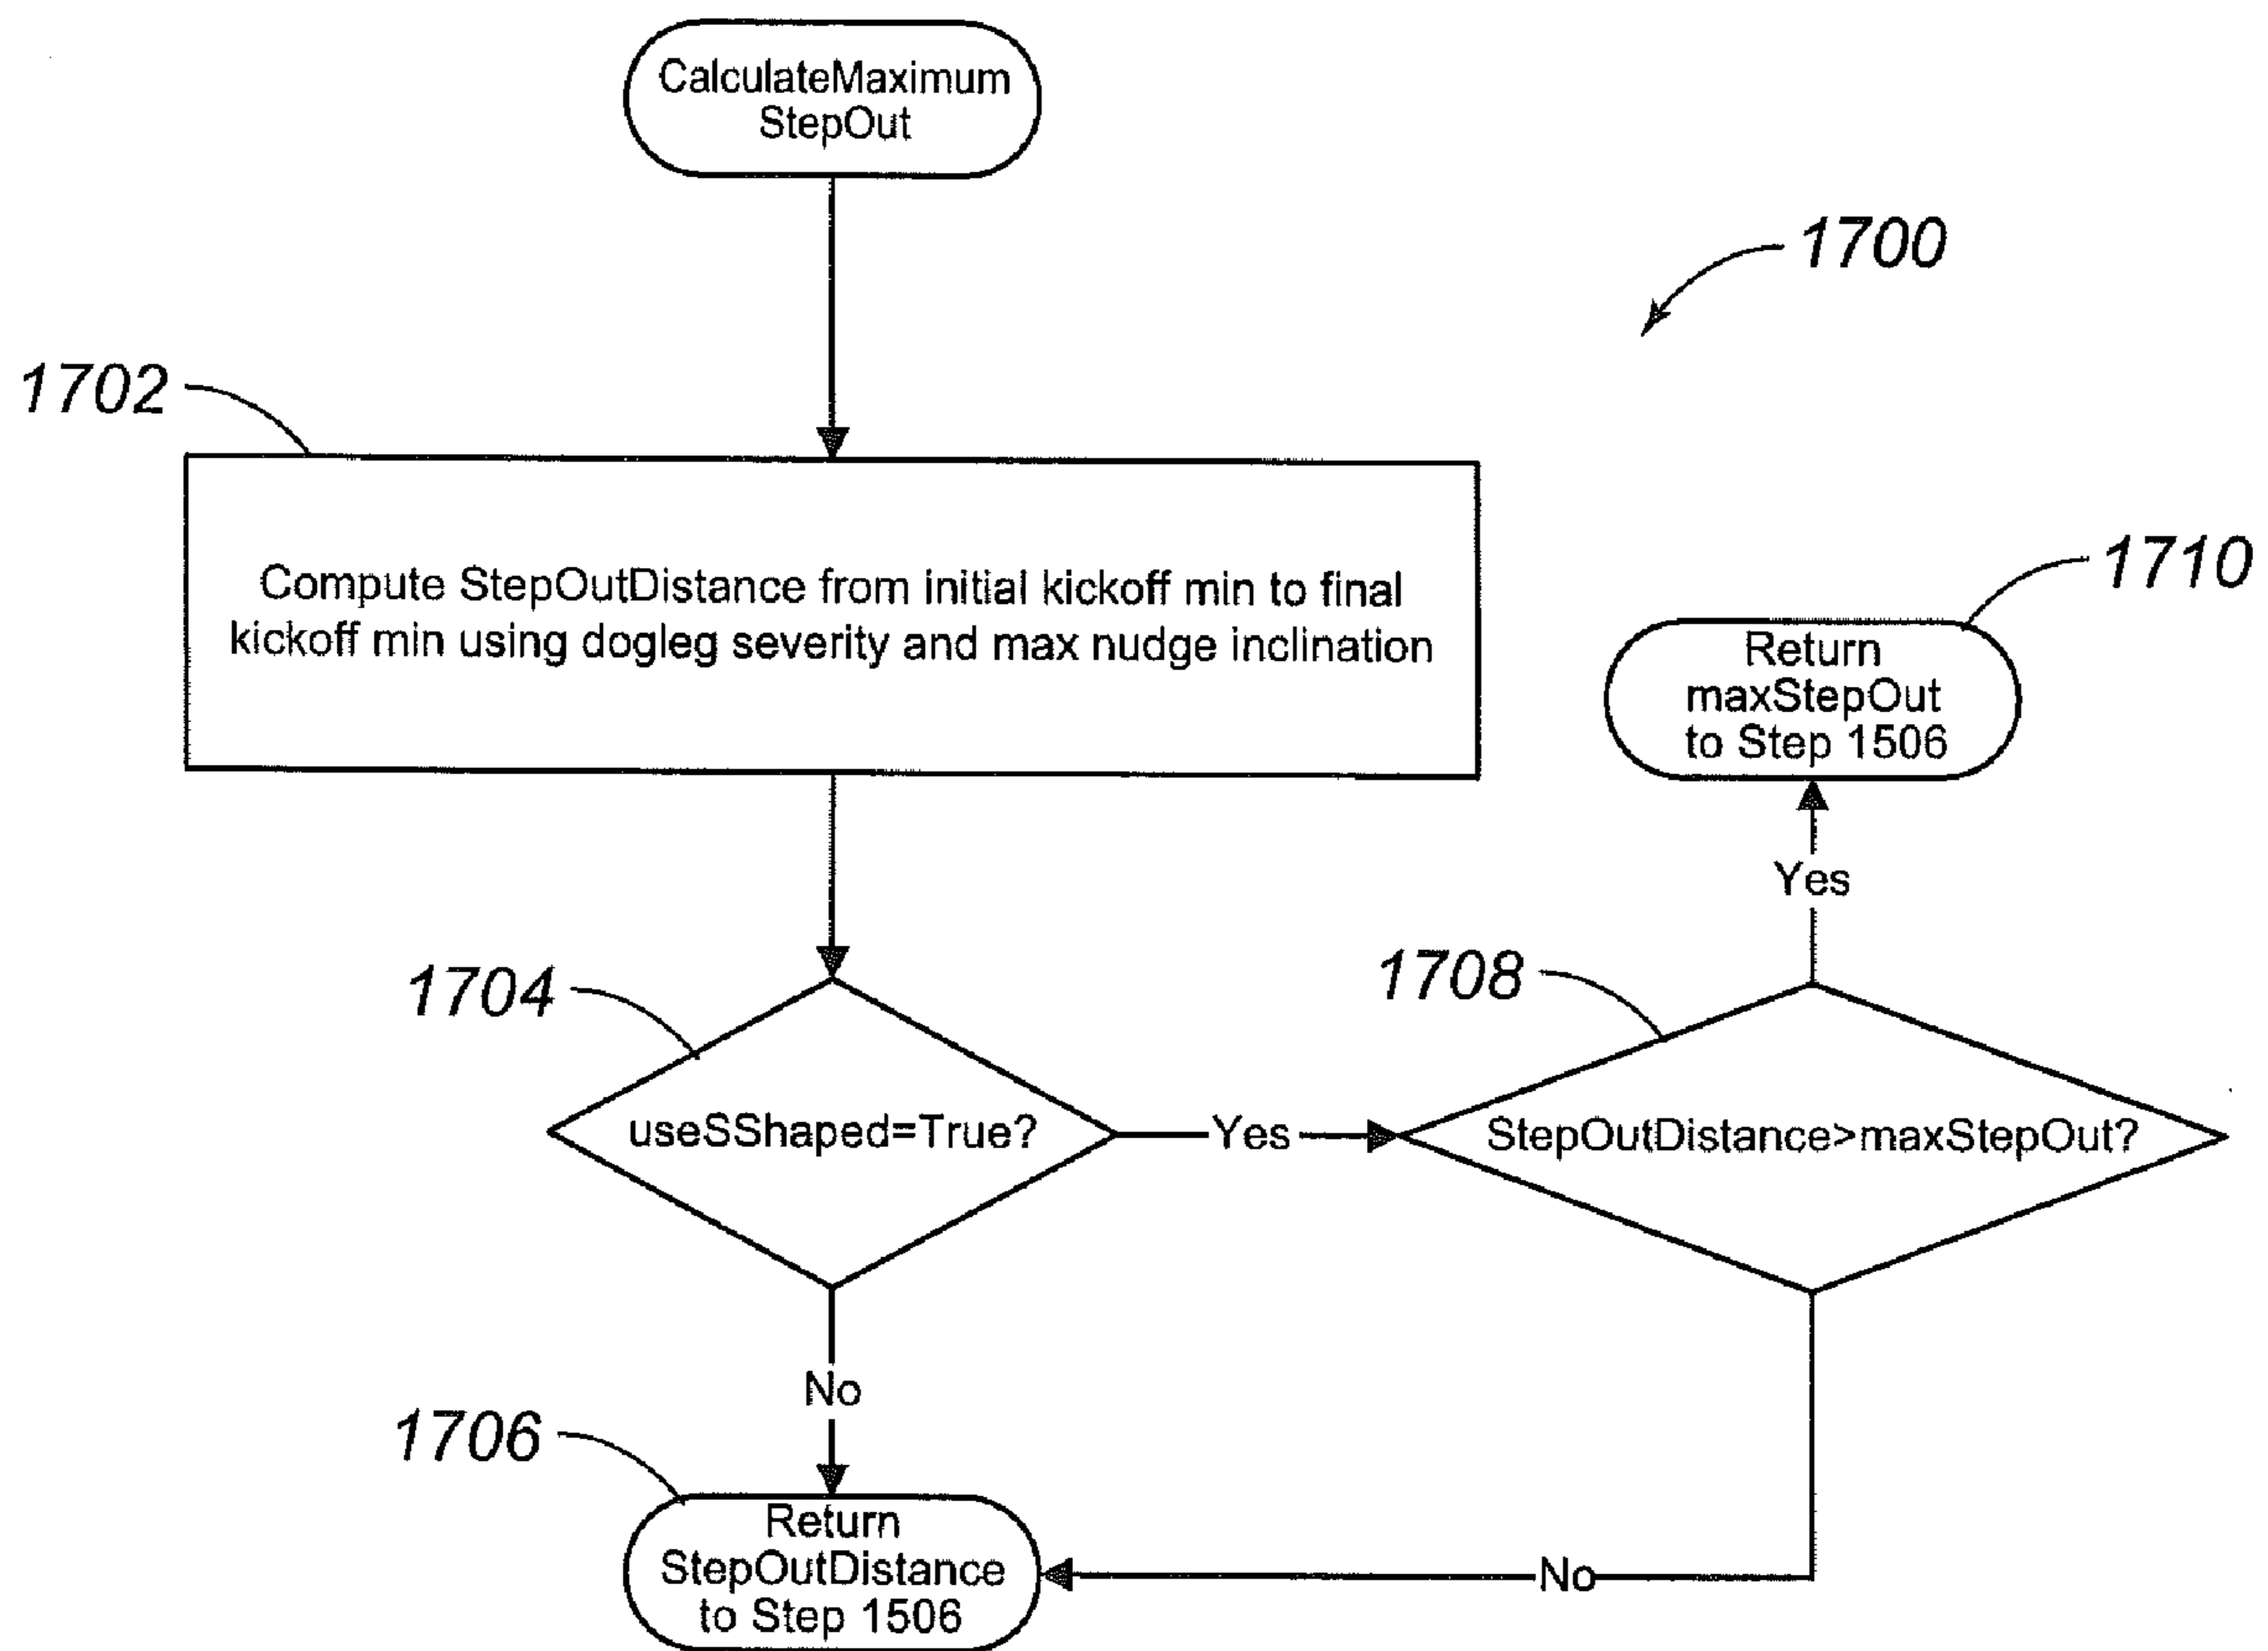 CalculateMaximum
StepOut
1700
1702
Compute StepOutDistance from initial kickoff min to final
kickoff min using dogleg severity and max nudge inclination
1710
Return
maxStepOut
to Step 1506
Yes
1704
1708
useSShaped=True?
Yes
StepOutDistance>maxStepOut?
No
1706
Return
StepOutDistance
to Step 1506
No